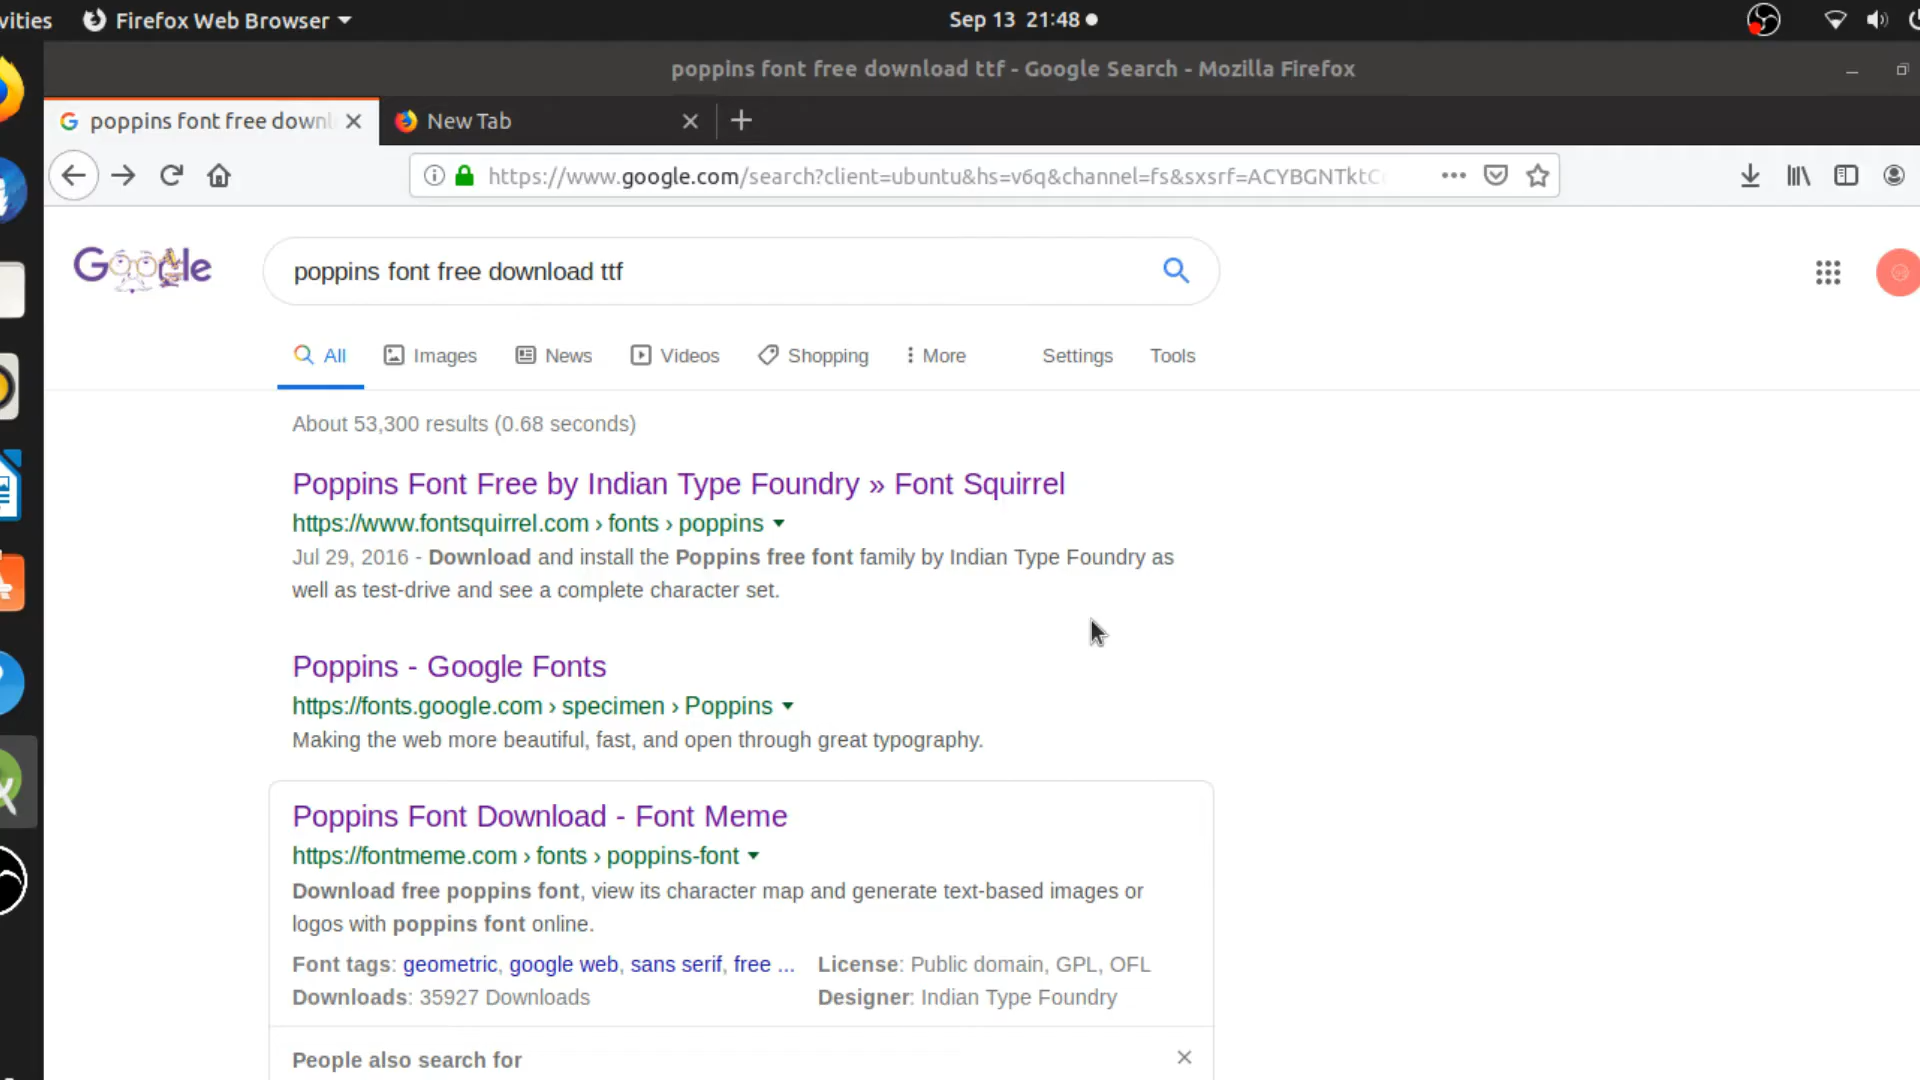 vities Firefox Web Browser Sep 13 21:48
poppins font free download ttf - Google Search - Mozilla Firefox
poppins font free downl New Tab
https://www.google.com/search?client=ubuntu&hs=v6q&channel=fs&sxsrf=ACYBGNTktC
Google poppins font free download ttf
All Images News Videos Shopping More Settings Tools
About 53,300 results (0.68 seconds)
Poppins Font Free by Indian Type Foundry » Font Squirrel
https://www.fontsquirrel.com › fonts › poppins
Jul 29, 2016 - Download and install the Poppins free font family by Indian Type Foundry as
well as test-drive and see a complete character set.
Poppins - Google Fonts
https://fonts.google.com › specimen › Poppins
Making the web more beautiful, fast, and open through great typography.
Poppins Font Download - Font Meme
https://fontmeme.com › fonts › poppins-font
Download free poppins font, view its character map and generate text-based images or
logos with poppins font online.
Font tags: geometric, google web, sans serif, free ... License: Public domain, GPL, OFL
Downloads: 35927 Downloads Designer: Indian Type Foundry
People also search for